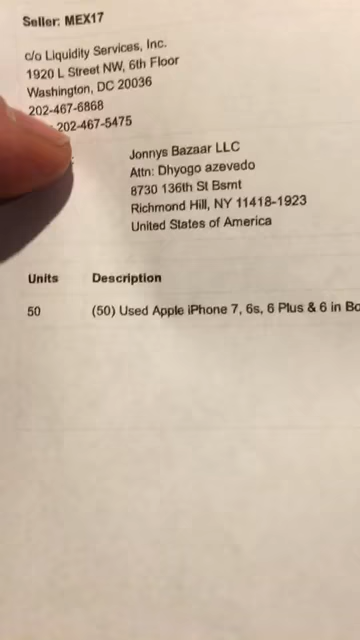 Seller: MEX17
c/o Liquidity Services, Inc.
1920 L Street NW, 6th Floor
Washington, DC 20036
202-467-6868
202-467-5475
Jonnys Bazaar LLC
Attn: Dhyogo azevedo
8730 136th St Bsmt
Richmond Hill, NY 11418-1923
United States of America
Units Description
50 (50) Used Apple iPhone 7, 6s, 6 Plus & 6 in Bo